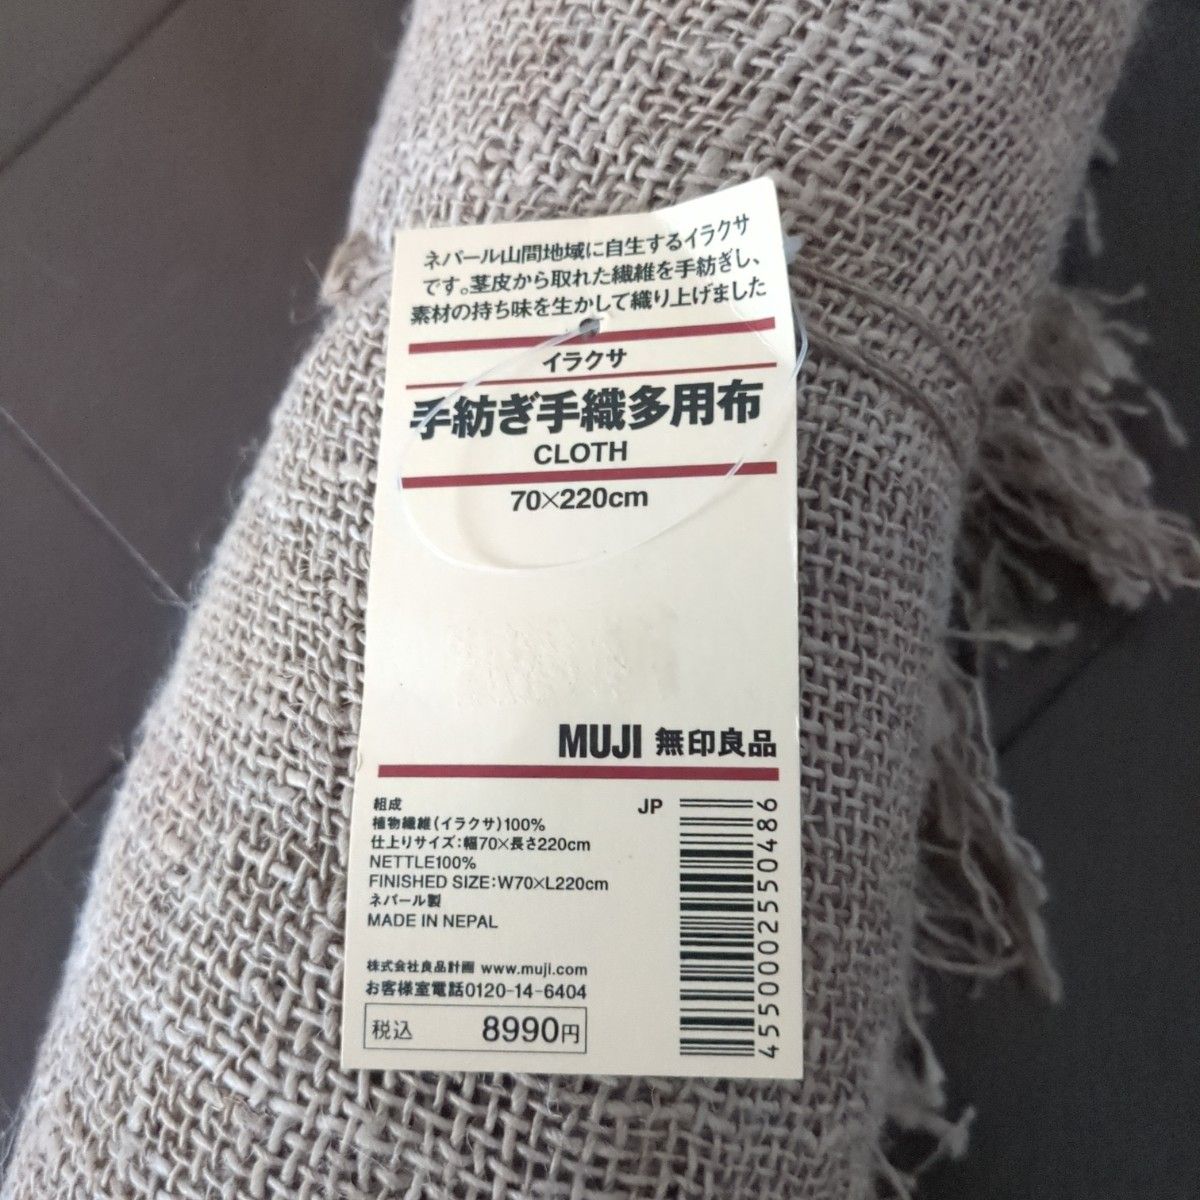 ネパール山間地域に自生するイラクサ
です。茎皮から取れた繊維を手紡ぎし、
素材の持ち味を生かして織り上げました
イラクサ
手紡ぎ手織多用布
CLOTH
70×220cm
MUJI 無印良品
組成
植物繊維(イラクサ)100%
仕上りサイズ:幅70×長さ220cm
NETTLE100%
FINISHED SIZE:W70×L220cm
ネパール製
MADE IN NEPAL
株式会社良品計画 www.muji.com
お客様室電話0120-14-6404
税込 8990円
JP
4550002550486